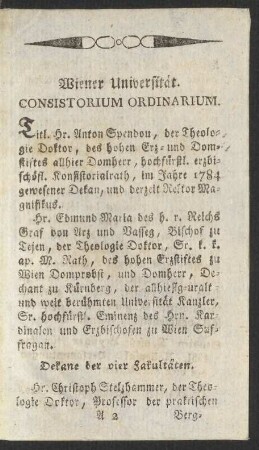 Wiener Universität.
CONSISTORIUM ORDINARIUM.
Titl. Hr. Anton Spendou, der Theolo-
gie Doktor, des hohen Erz- und Dom-
stiftes allhier Domherr, hochfürstl. erzbi-
schöfl. Konsistorialrath, im Jahre 1784
gewesener Dekan, und derzeit Rektor Ma-
gnifikus.
Hr. Edmund Maria des h. r. Reichs
Graf von Arz und Vasseg, Bischof zu
Tejen, der Theologie Doktor, Sr. k. k.
ap. M. Rath, des hohen Erzstiftes zu
Wien Domprobst, und Domherr, De-
chant zu Kürnberg, der allhiesig-uralt-
und weit berühmten Universität Kanzler,
Sr. hochfürstl. Eminenz des Hrn. Kar-
dinalen und Erzbischofen zu Wien Suf-
fragan.
Dekane der vier Fakultäten.
Hr. Christoph Stelzhammer, der Theo-
logie Doktor, Professor der praktischen
A 2 Berg-